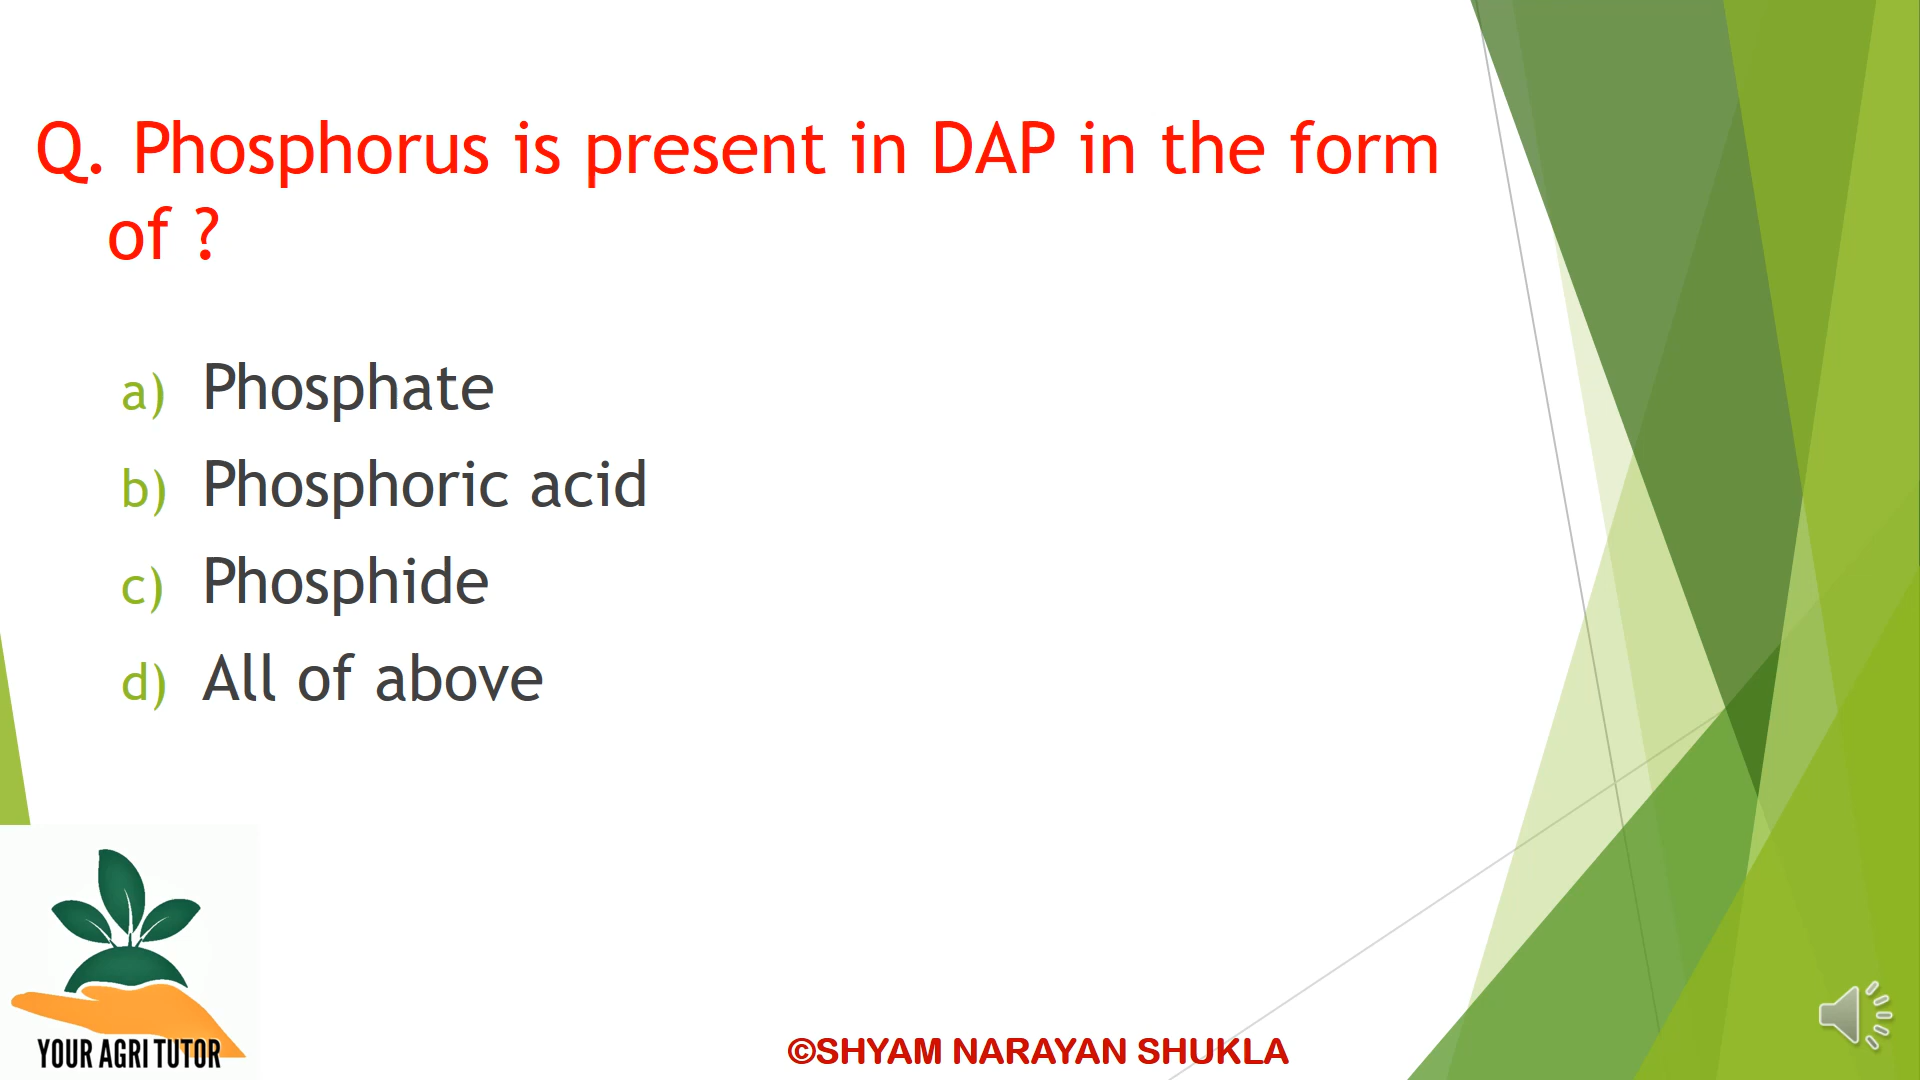 Q. Phosphorus is present in DAP in the form
of ?
a) Phosphate
b) Phosphoric acid
c) Phosphide
d) All of above
YOUR AGRI TUTOR
©SHYAM NARAYAN SHUKLA